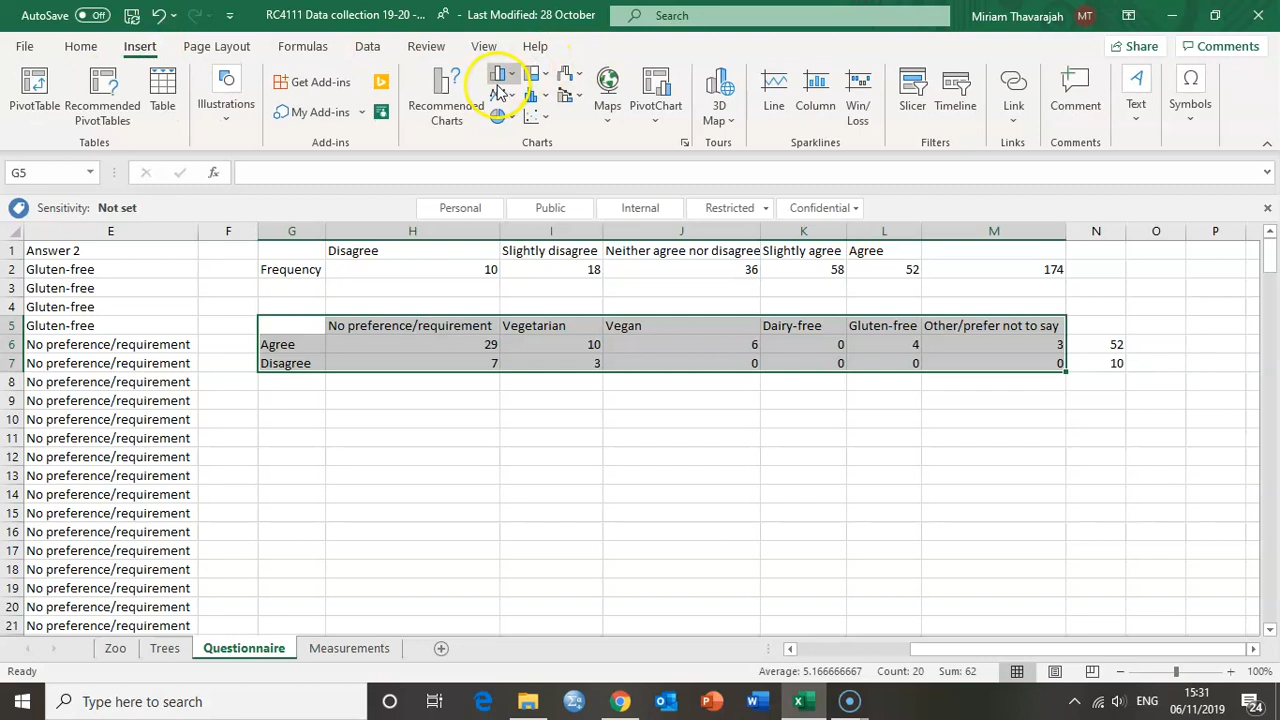 AutoSave Off RC4111 Data collection 19-20 -... - Last Modified: 28 October Search Miriam Thavarajah MT
File Home Insert Page Layout Formulas Data Review View Help Share Comments
PivotTable Recommended PivotTables Table Illustrations Get Add-ins My Add-ins Recommended Charts Maps PivotChart 3D Map Line Column Win/Loss Slicer Timeline Link Comment Text Symbols
Tables Add-ins Charts Tours Sparklines Filters Links Comments
G5 fx
Sensitivity: Not set Personal Public Internal Restricted Confidential
E F G H I J K L M N O P
1 Answer 2 Disagree Slightly disagree Neither agree nor disagree Slightly agree Agree
2 Gluten-free Frequency 10 18 36 58 52 174
3 Gluten-free
4 Gluten-free
5 Gluten-free No preference/requirement Vegetarian Vegan Dairy-free Gluten-free Other/prefer not to say
6 No preference/requirement Agree 29 10 6 0 4 3 52
7 No preference/requirement Disagree 7 3 0 0 0 0 10
8 No preference/requirement
9 No preference/requirement
10 No preference/requirement
11 No preference/requirement
12 No preference/requirement
13 No preference/requirement
14 No preference/requirement
15 No preference/requirement
16 No preference/requirement
17 No preference/requirement
18 No preference/requirement
19 No preference/requirement
20 No preference/requirement
21 No preference/requirement
Zoo Trees Questionnaire Measurements
Ready Average: 5.166666667 Count: 20 Sum: 62 100%
Type here to search ENG 15:31 06/11/2019 24